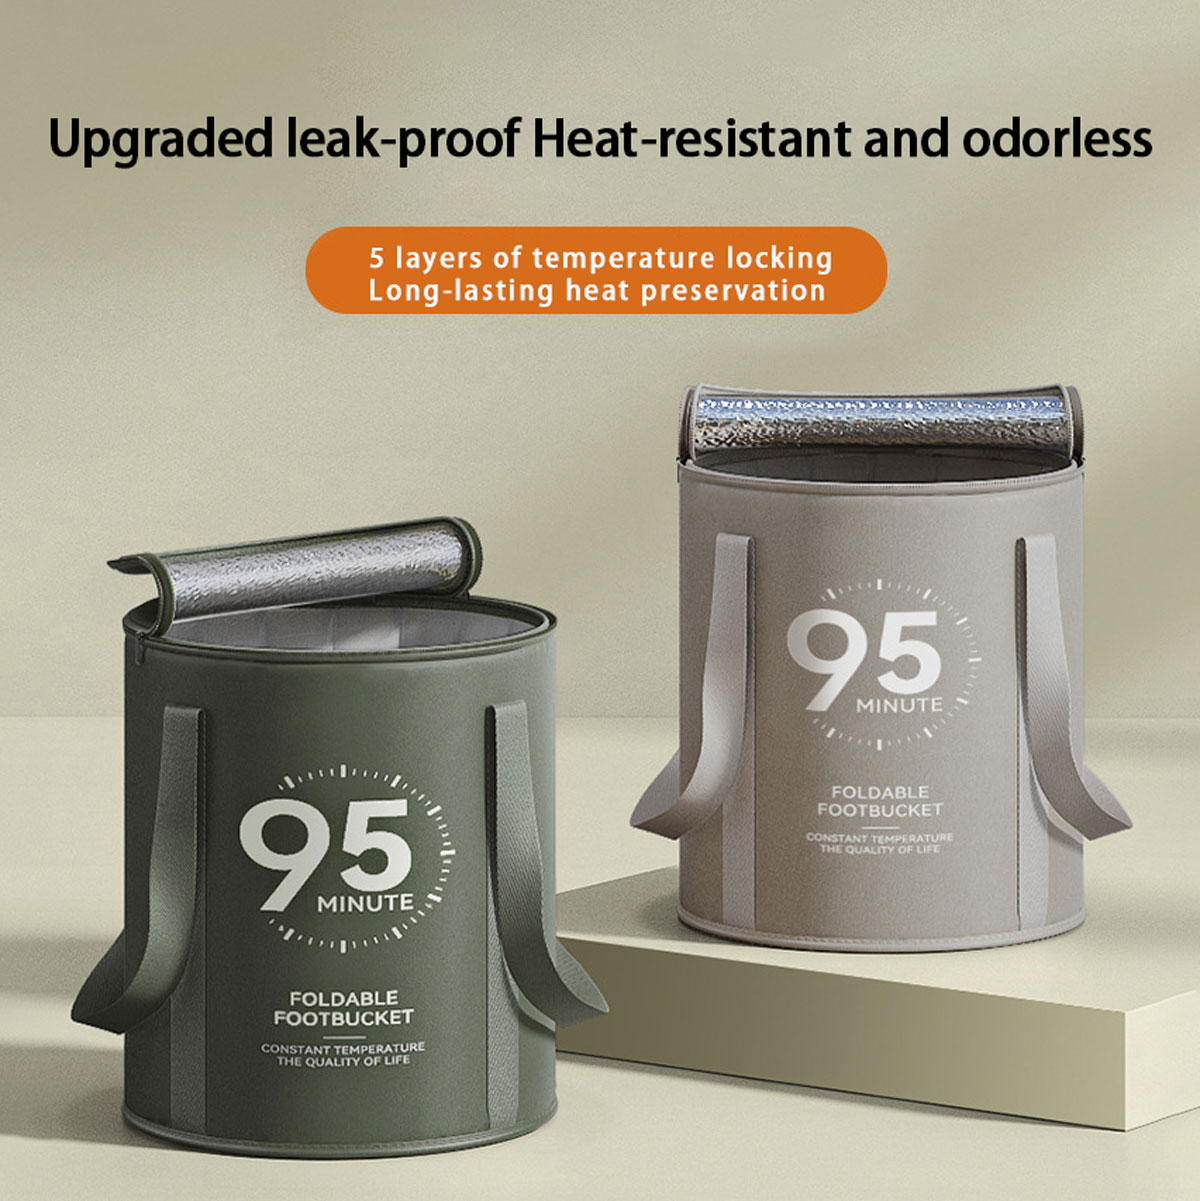 Upgraded leak-proof Heat-resistant and odorless
5 layers of temperature locking
Long-lasting heat preservation
95
MINUTE
FOLDABLE
FOOTBUCKET
CONSTANT TEMPERATURE
THE QUALITY OF LIFE
95
MINUTE
FOLDABLE
FOOTBUCKET
CONSTANT TEMPERATURE
THE QUALITY OF LIFE